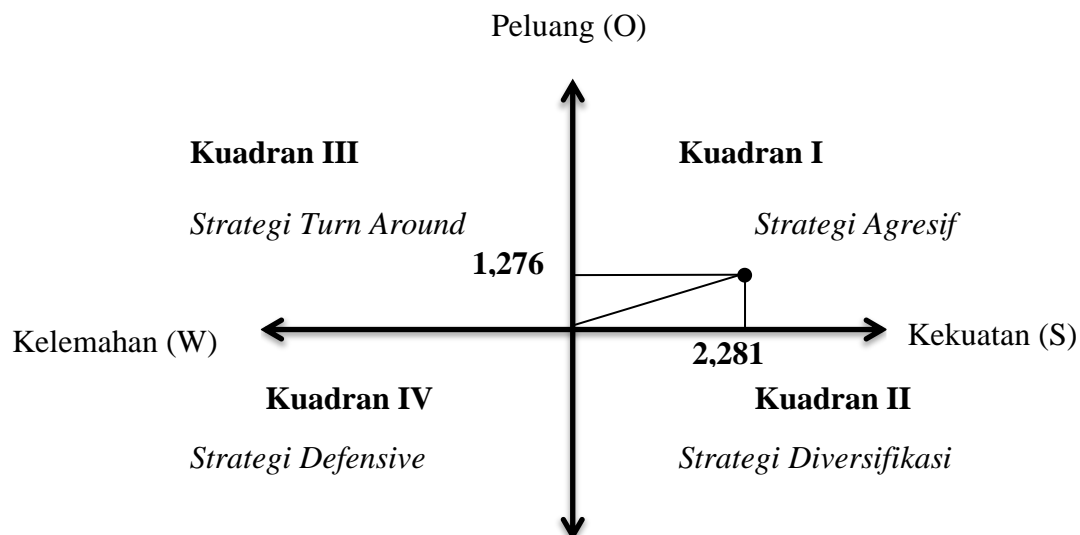 Peluang (O)
Kuadran III
Kuadran I
Strategi Turn Around
Strategi Agresif
1,276
Kelemahan (W)
Kekuatan (S)
2,281
Kuadran IV
Kuadran II
Strategi Defensive
Strategi Diversifikasi